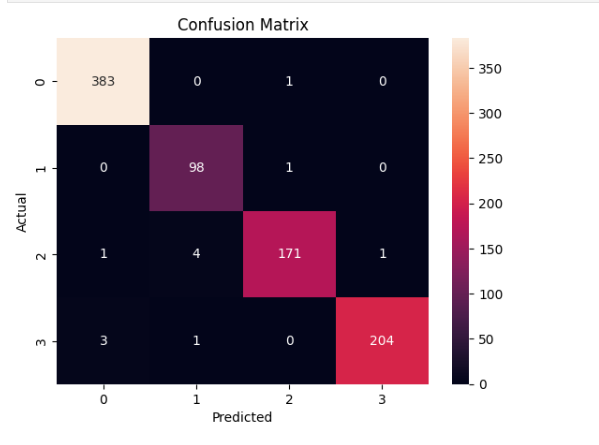 Confusion Matrix
0 383 0 1 0
1 0 98 1 0
2 1 4 171 1
3 3 1 0 204
0 1 2 3
Predicted
Actual
350
300
250
200
150
100
50
0